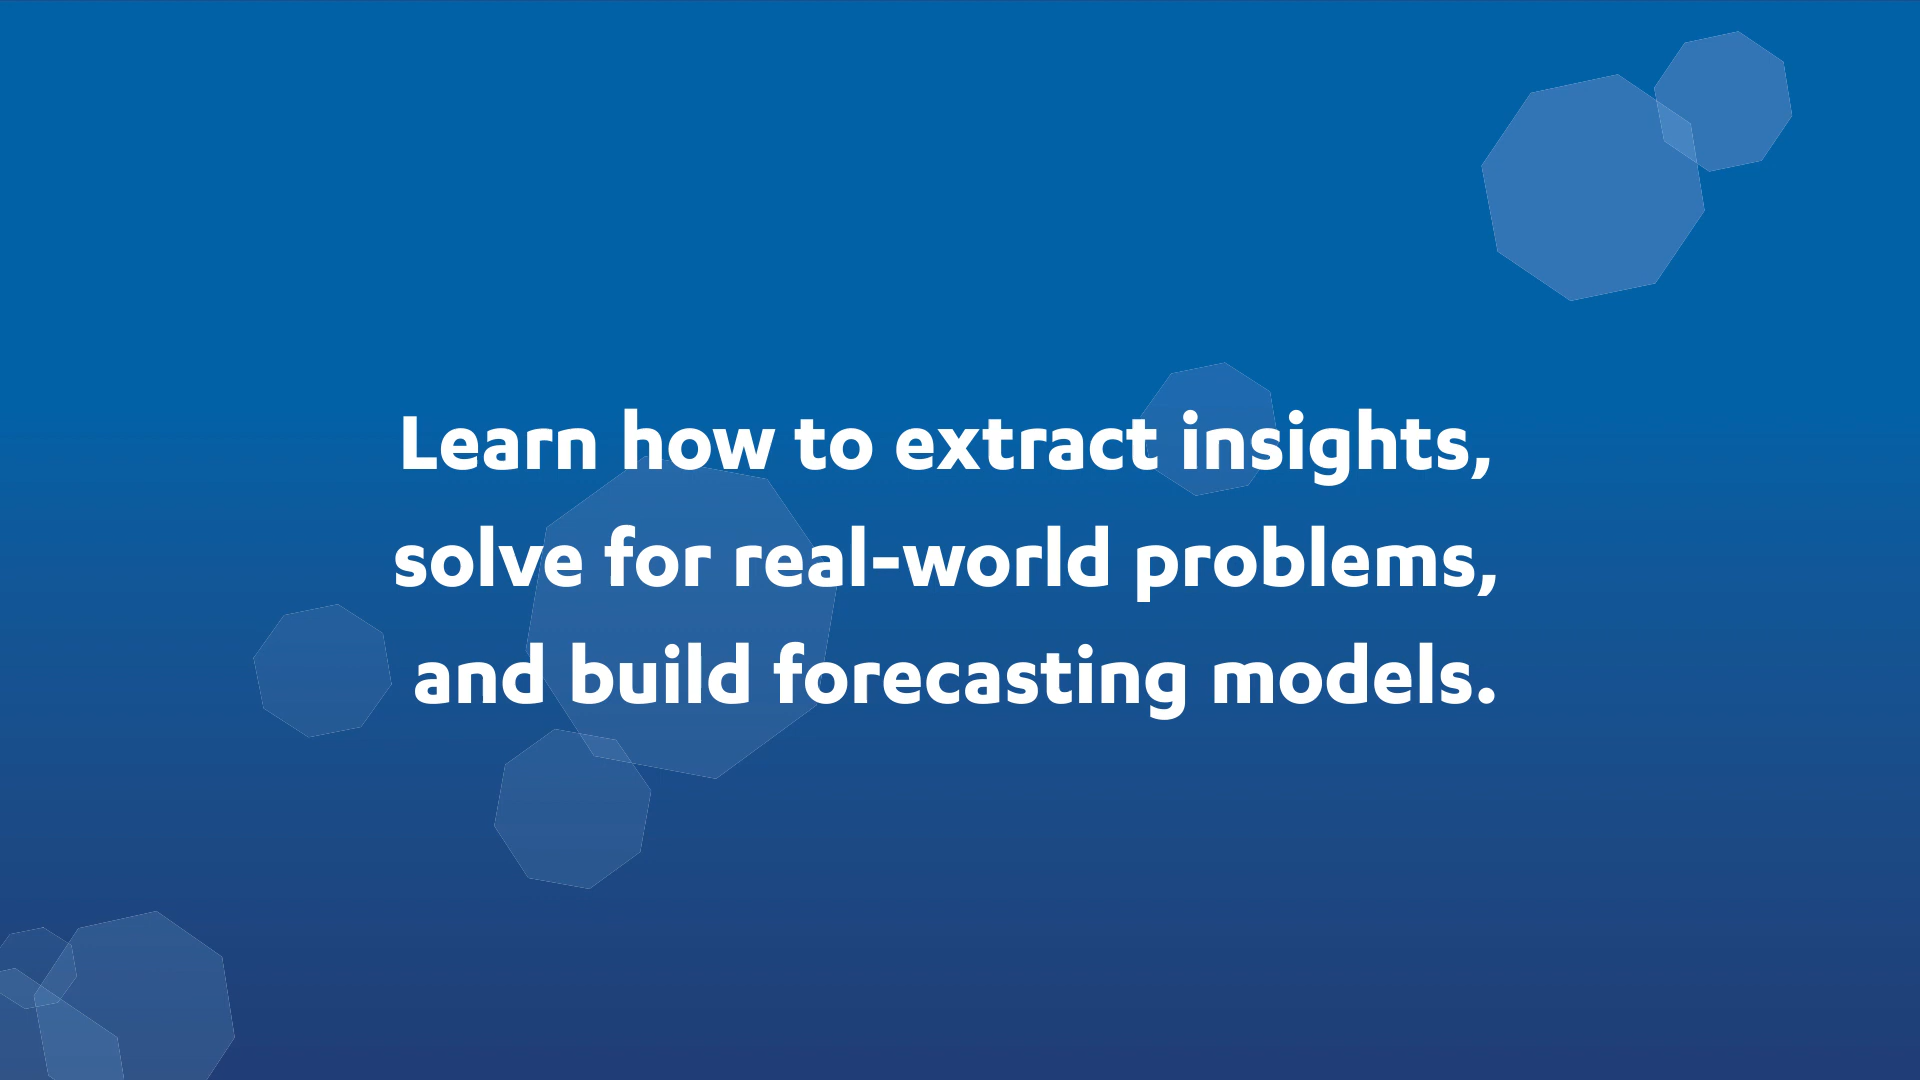 Learn how to extract insights,
solve for real-world problems,
and build forecasting models.